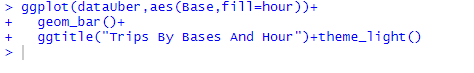 > ggplot(dataUber,aes(Base,fill=hour))+
+   geom_bar()+
+   ggtitle("Trips By Bases And Hour")+theme_light()
>